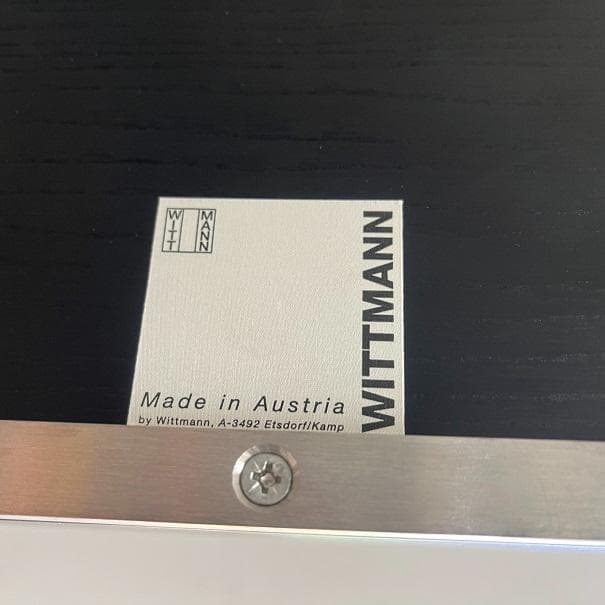 WITT MANN
WITTMANN
Made in Austria
by Wittmann, A-3492 Etsdorf/Kamp